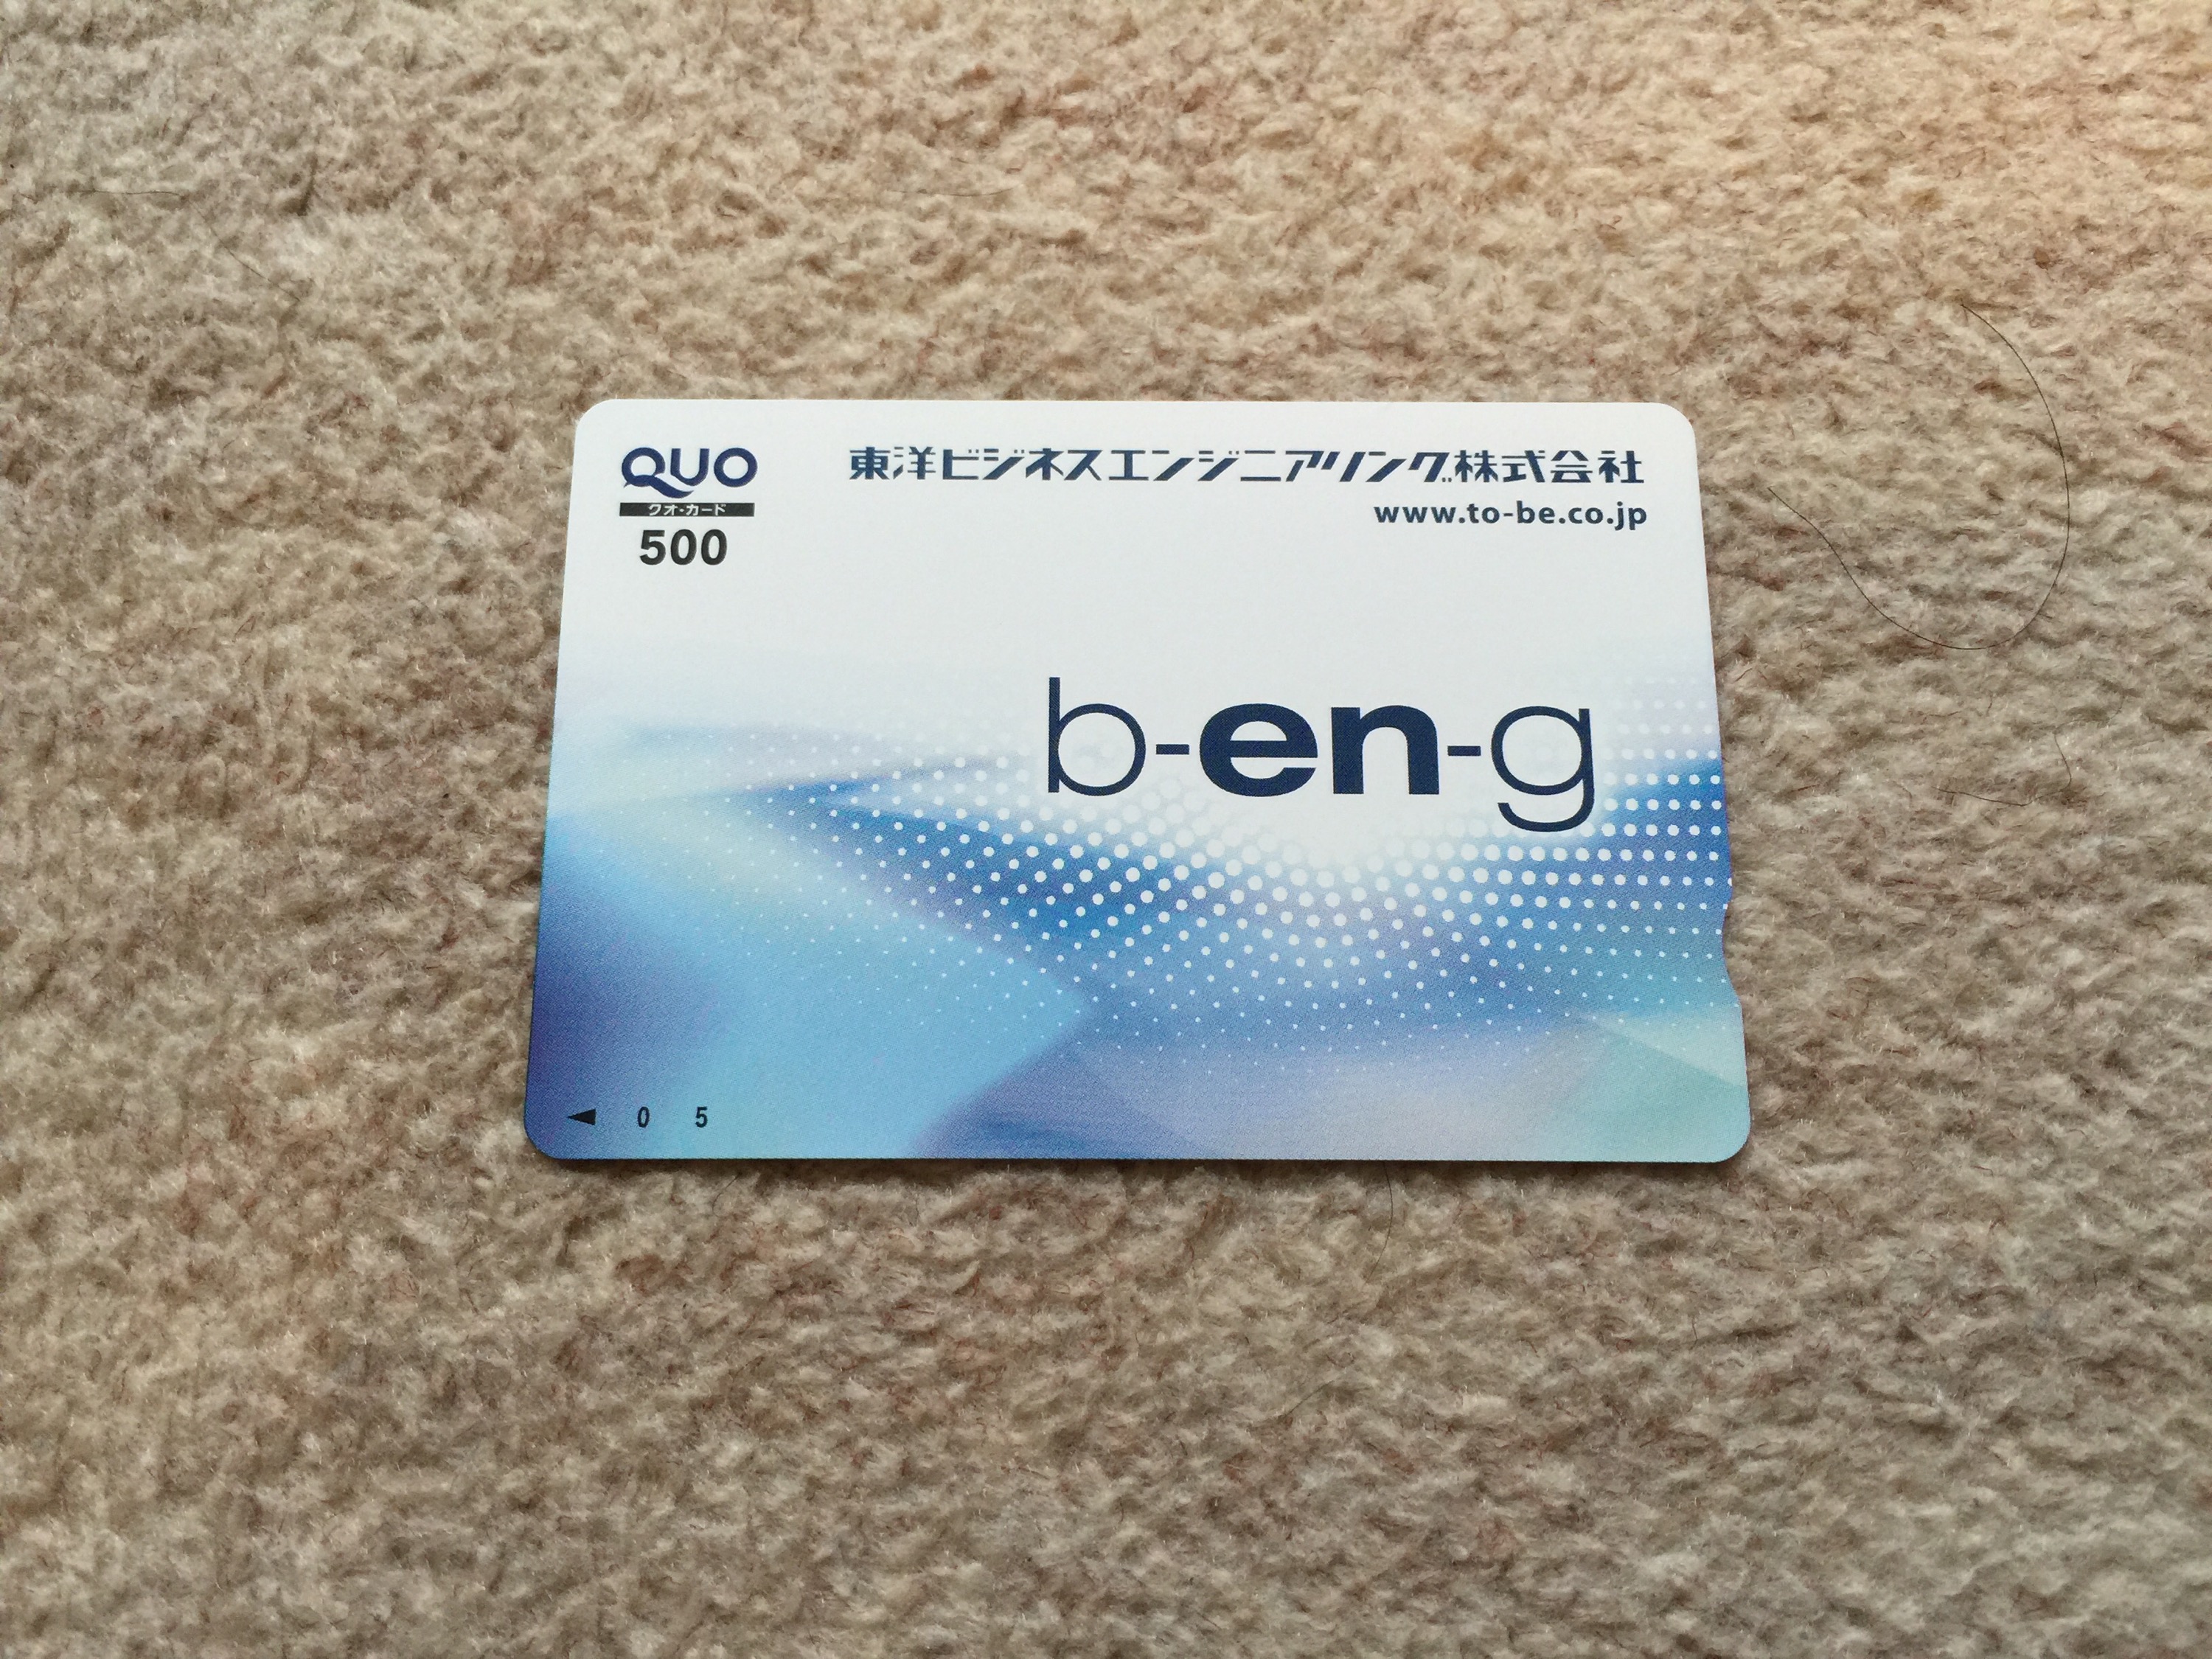 QUO
クオ・カード
500
東洋ビジネスエンジニアリング株式会社
www.to-be.co.jp
b-en-g
◀ 0 5